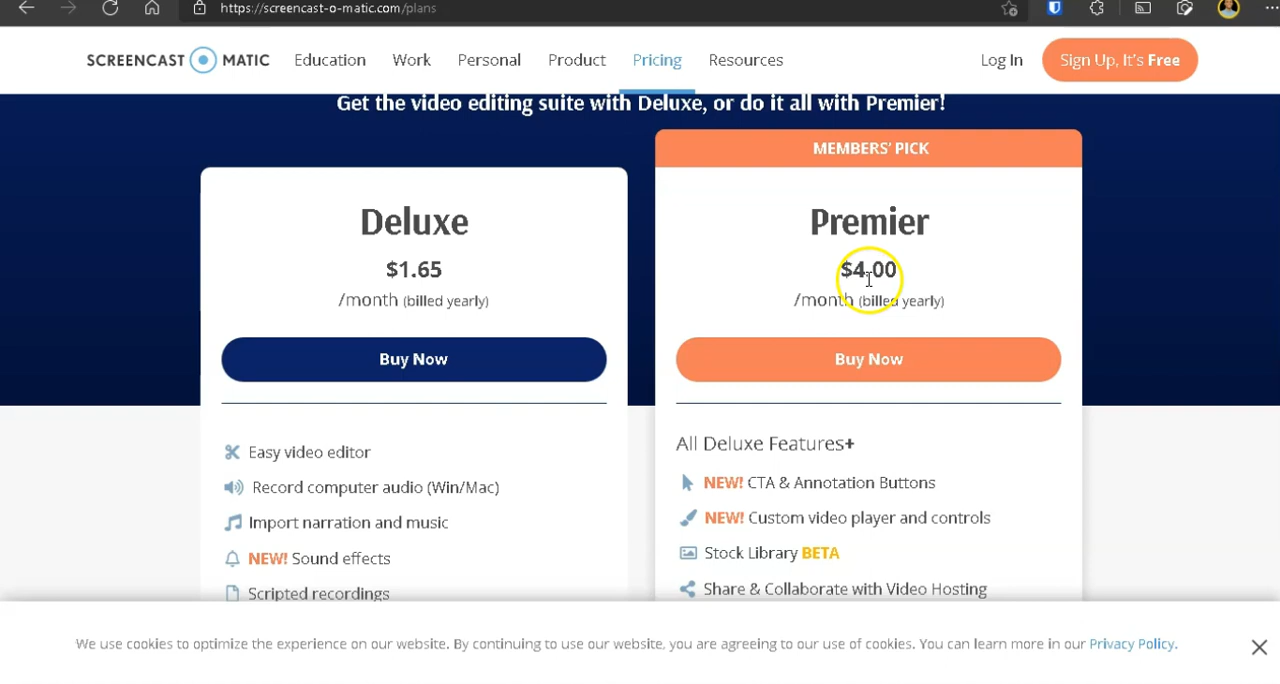 https://screencast-o-matic.com/plans
SCREENCAST MATIC Education Work Personal Product Pricing Resources Log In Sign Up, It's Free
Get the video editing suite with Deluxe, or do it all with Premier!
MEMBERS' PICK
Deluxe
$1.65
/month (billed yearly)
Buy Now
Easy video editor
Record computer audio (Win/Mac)
Import narration and music
NEW! Sound effects
Scripted recordings
Premier
$4.00
/month (billed yearly)
Buy Now
All Deluxe Features+
NEW! CTA & Annotation Buttons
NEW! Custom video player and controls
Stock Library BETA
Share & Collaborate with Video Hosting
We use cookies to optimize the experience on our website. By continuing to use our website, you are agreeing to our use of cookies. You can learn more in our Privacy Policy.